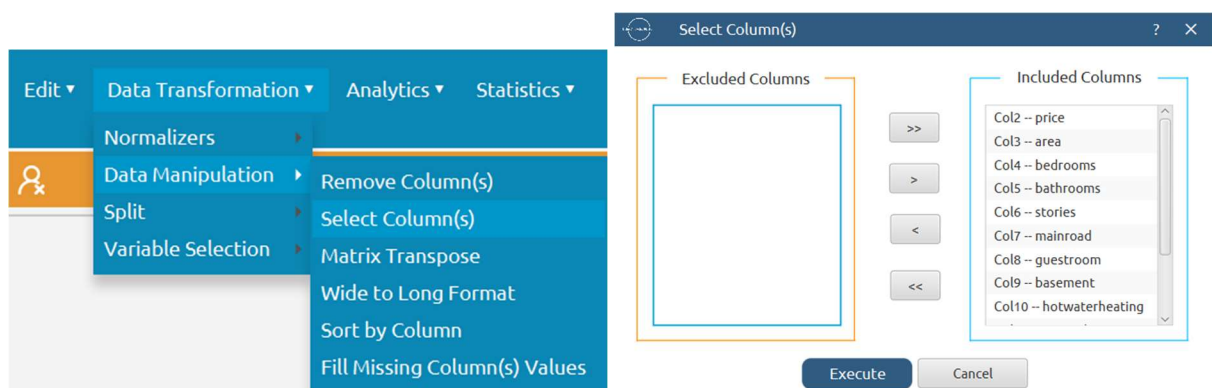 Edit ▾ Data Transformation ▾ Analytics ▾ Statistics ▾
Normalizers
Data Manipulation
Split
Variable Selection
Remove Column(s)
Select Column(s)
Matrix Transpose
Wide to Long Format
Sort by Column
Fill Missing Column(s) Values
Select Column(s) ? ✕
Excluded Columns
>>
>
<
<<
Included Columns
Col2 -- price
Col3 -- area
Col4 -- bedrooms
Col5 -- bathrooms
Col6 -- stories
Col7 -- mainroad
Col8 -- guestroom
Col9 -- basement
Col10 -- hotwaterheating
Execute Cancel